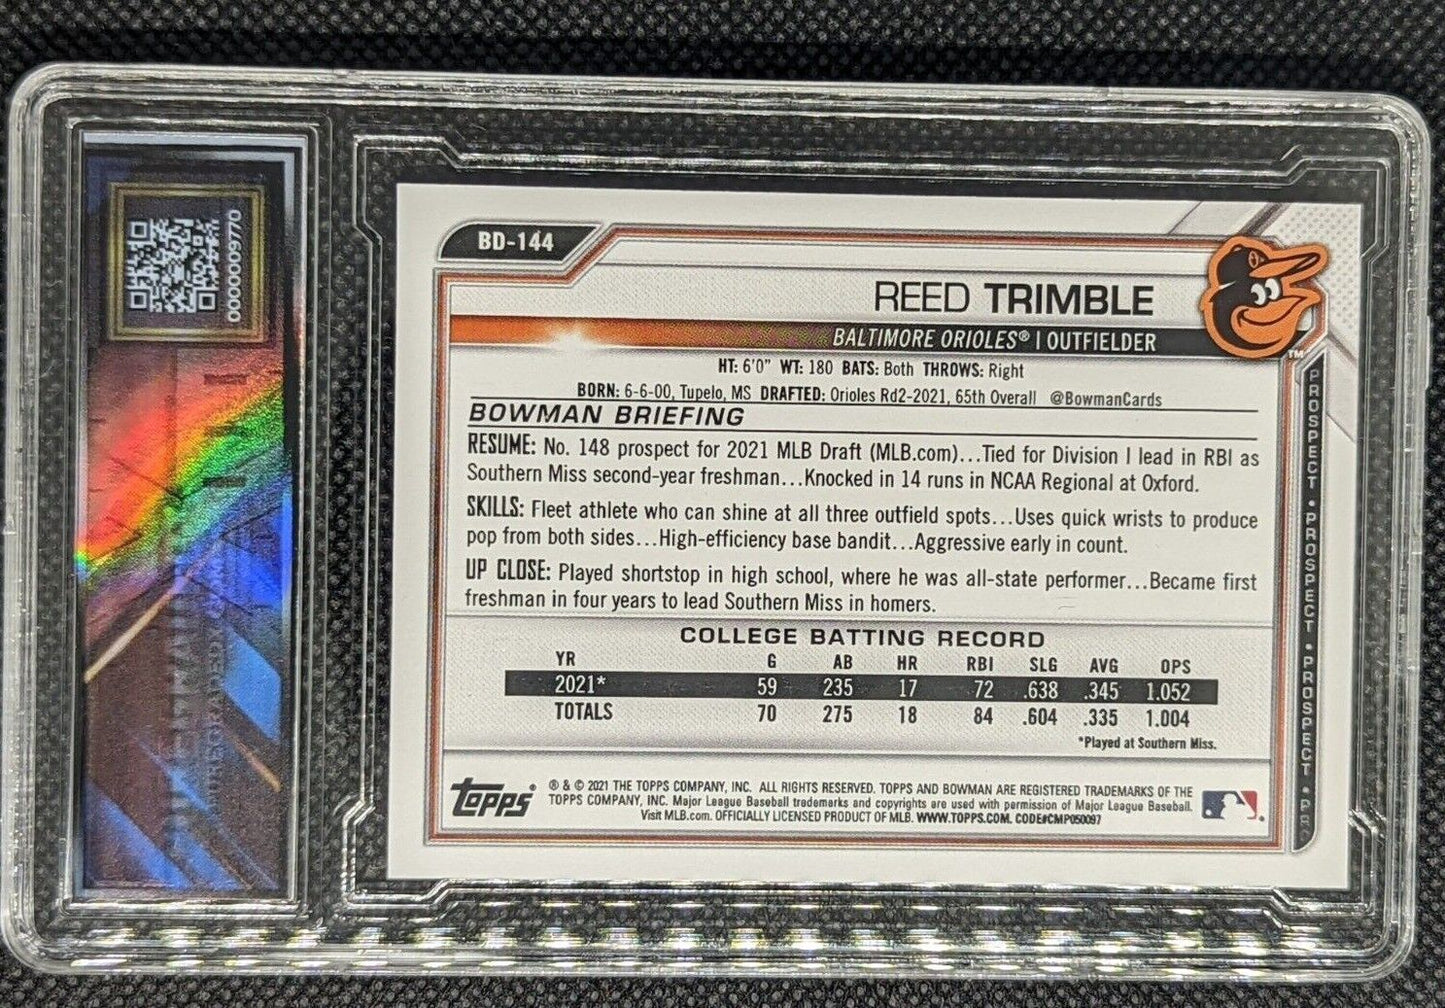 0000009770
BD-144
REED TRIMBLE
BALTIMORE ORIOLES® | OUTFIELDER
TM
HT: 6'0" WT: 180 BATS: Both THROWS: Right
BORN: 6-6-00, Tupelo, MS DRAFTED: Orioles Rd2-2021, 65th Overall @BowmanCards
BOWMAN BRIEFING
RESUME: No. 148 prospect for 2021 MLB Draft (MLB.com)...Tied for Division I lead in RBI as
Southern Miss second-year freshman...Knocked in 14 runs in NCAA Regional at Oxford.
SKILLS: Fleet athlete who can shine at all three outfield spots...Uses quick wrists to produce
pop from both sides...High-efficiency base bandit...Aggressive early in count.
UP CLOSE: Played shortstop in high school, where he was all-state performer...Became first
freshman in four years to lead Southern Miss in homers.
COLLEGE BATTING RECORD
YR G AB HR RBI SLG AVG OPS
2021* 59 235 17 72 .638 .345 1.052
TOTALS 70 275 18 84 .604 .335 1.004
*Played at Southern Miss.
topps ® & © 2021 THE TOPPS COMPANY, INC. ALL RIGHTS RESERVED. TOPPS AND BOWMAN ARE REGISTERED TRADEMARKS OF THE
TOPPS COMPANY, INC. Major League Baseball trademarks and copyrights are used with permission of Major League Baseball.
Visit MLB.com. OFFICIALLY LICENSED PRODUCT OF MLB. WWW.TOPPS.COM. CODE#CMP050097
PROSPECT • PROSPECT • PROSPECT • PR